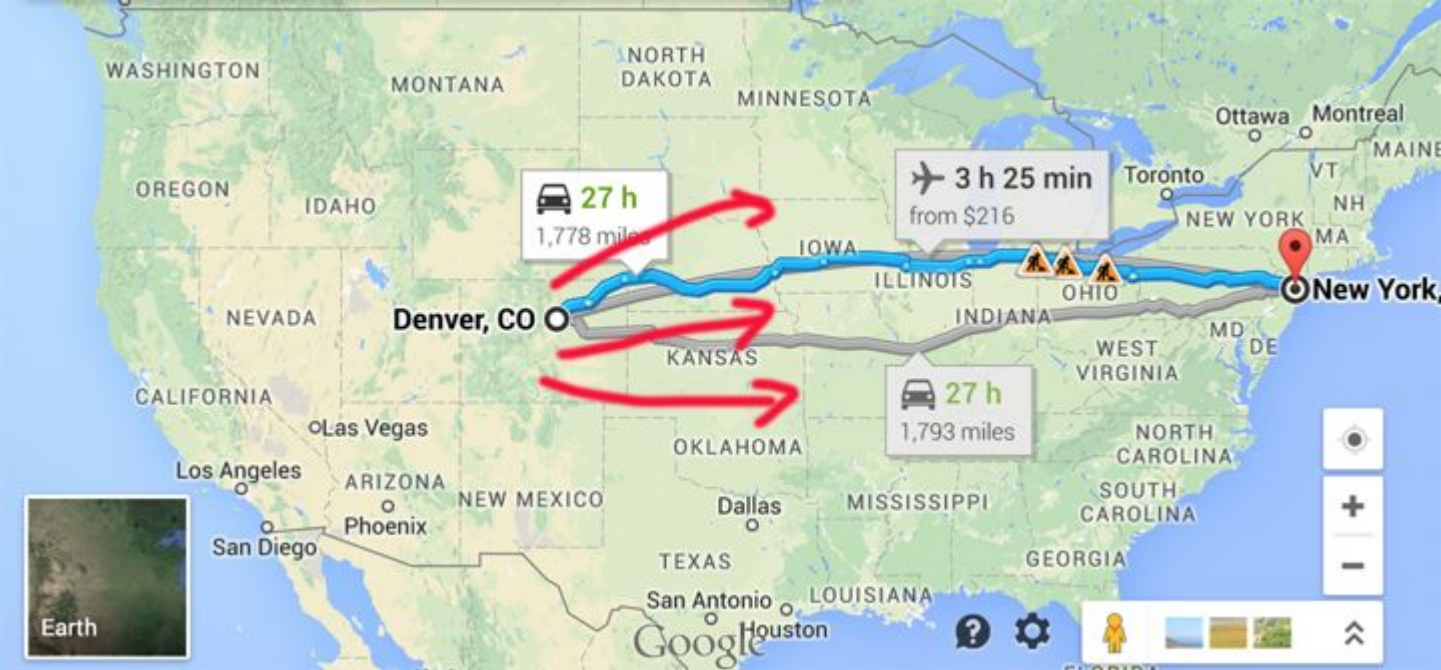 WASHINGTON
MONTANA
NORTH
DAKOTA
MINNESOTA
Ottawa
Montreal
MAINE
OREGON
IDAHO
27 h
1,778 miles
3 h 25 min
from $216
Toronto
VT
NH
NEW YORK
MA
IOWA
ILLINOIS
OHIO
New York,
Denver, CO
NEVADA
INDIANA
MD
DE
KANSAS
WEST
VIRGINIA
CALIFORNIA
27 h
1,793 miles
Las Vegas
OKLAHOMA
NORTH
CAROLINA
Los Angeles
ARIZONA
NEW MEXICO
Phoenix
Dallas
MISSISSIPPI
SOUTH
CAROLINA
San Diego
TEXAS
GEORGIA
San Antonio
LOUISIANA
Houston
Google
Earth
FLORIDA